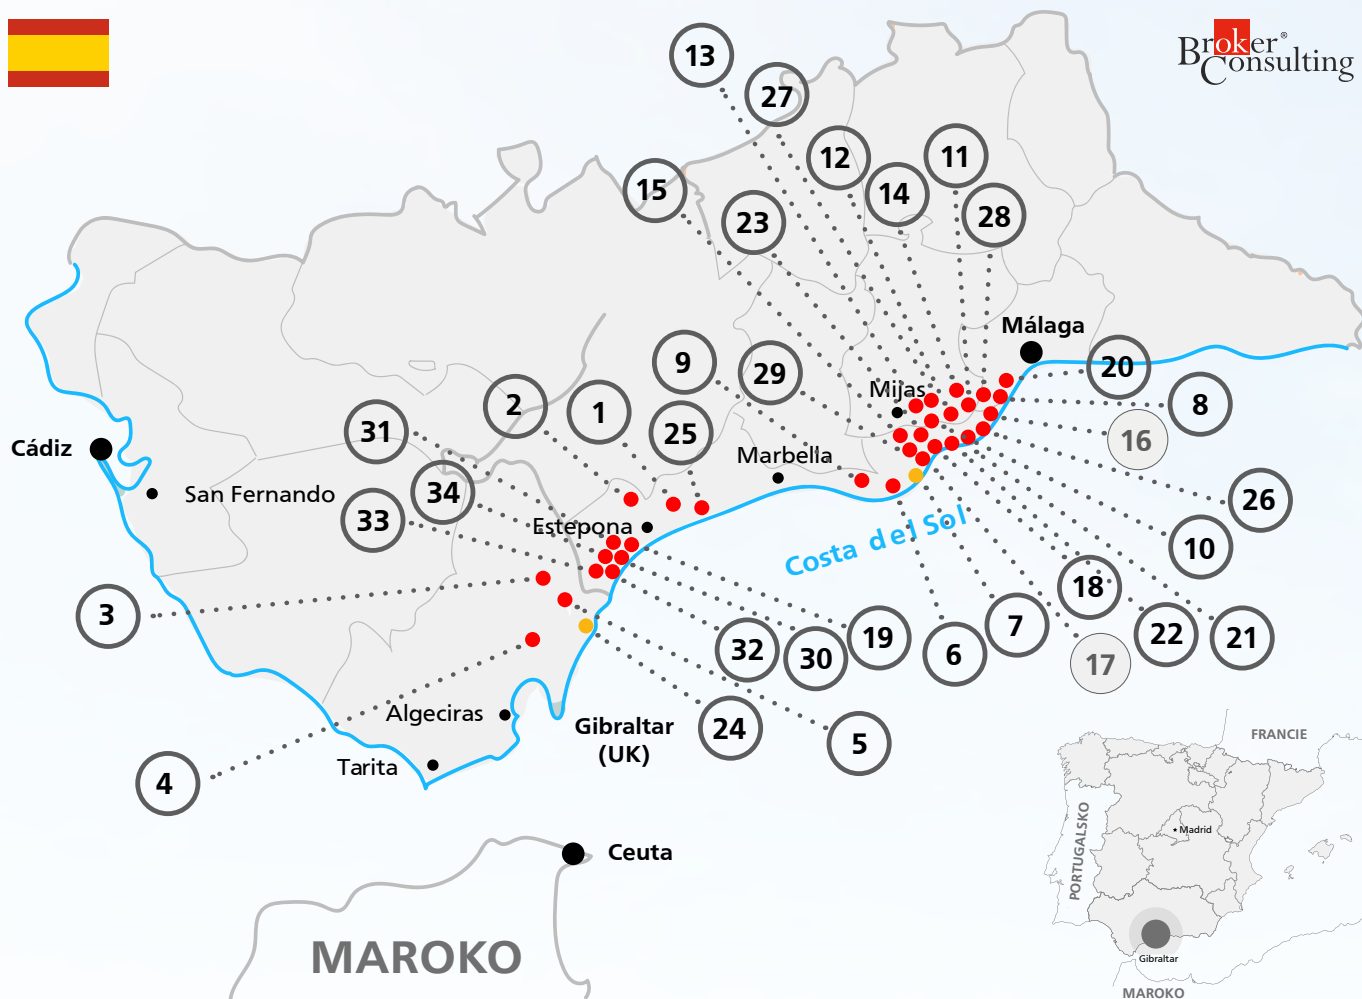 Broker®
Consulting
13
27
12
11
15
14
23
28
Málaga
9
29
20
Mijas
2
1
8
31
25
16
Cádiz
Marbella
34
San Fernando
33
26
Estepona
Costa del Sol
10
18
3
7
22
21
19
32
30
6
17
Algeciras
24
Gibraltar
(UK)
5
Tarita
4
FRANCIE
PORTUGALSKO
Madrid
Ceuta
MAROKO
Gibraltar
MAROKO